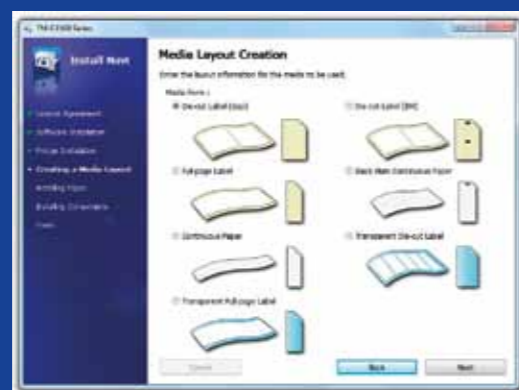 TM-C3500 Series
Install Navi
License Agreement
Software Installation
Printer Installation
Creating a Media Layout
Media Layout Creation
Enter the layout information for the media to be used.
Media Form :
Die-cut Label (Gap)
Die-cut Label (BM)
Full-page Label
Black Mark Continuous Paper
Continuous Paper
Transparent Die-cut Label
Transparent Full-page Label
Cancel
Back
Next